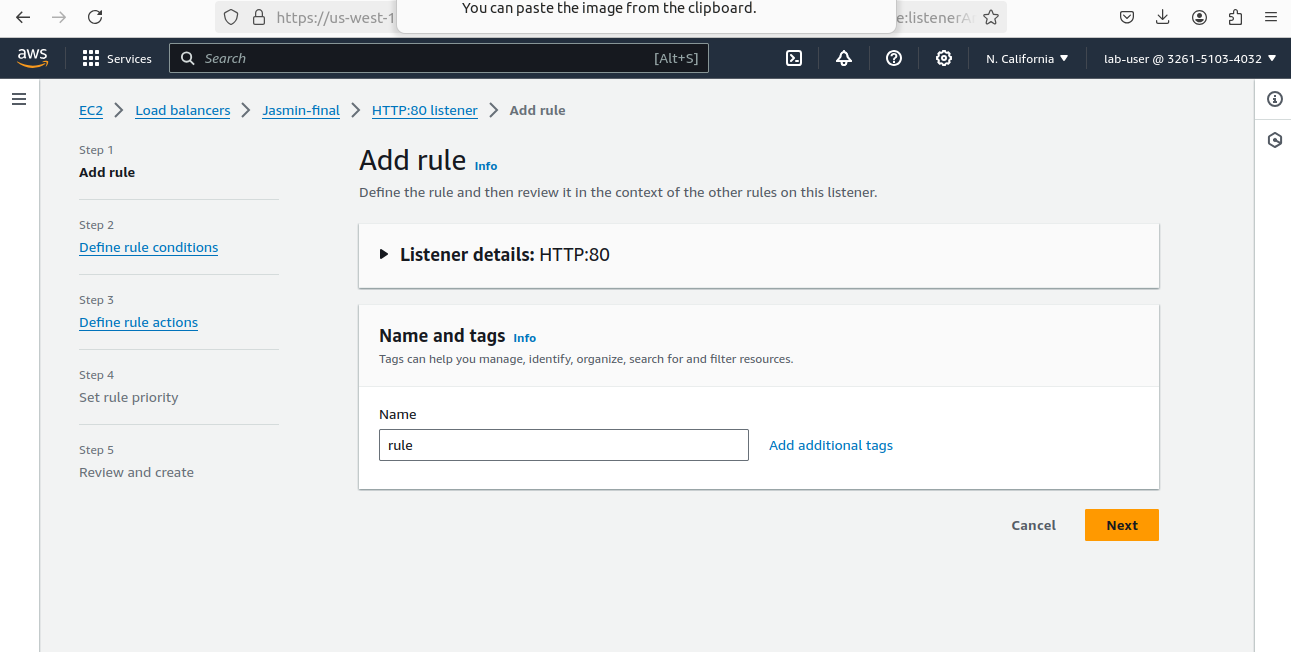 You can paste the image from the clipboard.
https://us-west-1
e:listenerA
aws
Services
Search
[Alt+S]
N. California
lab-user @ 3261-5103-4032
EC2 > Load balancers > Jasmin-final > HTTP:80 listener > Add rule
Step 1
Add rule
Step 2
Define rule conditions
Step 3
Define rule actions
Step 4
Set rule priority
Step 5
Review and create
Add rule Info
Define the rule and then review it in the context of the other rules on this listener.
Listener details: HTTP:80
Name and tags Info
Tags can help you manage, identify, organize, search for and filter resources.
Name
rule
Add additional tags
Cancel
Next